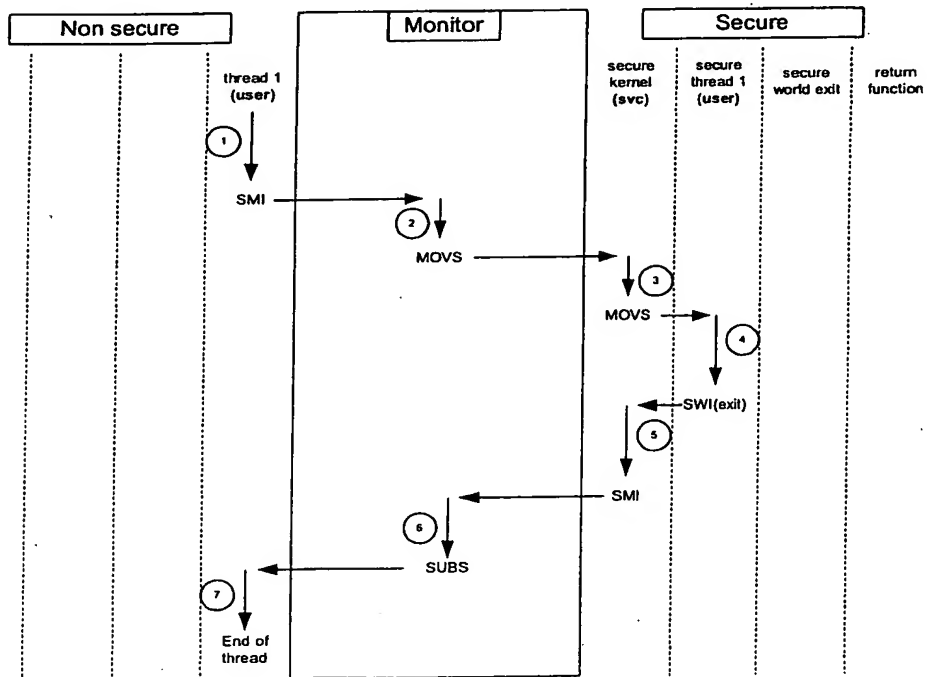 Non secure
Monitor
Secure
thread 1
(user)
secure
kernel
(svc)
secure
thread 1
(user)
secure
world exit
return
function
1
SMI
2
MOVS
3
MOVS
4
SWI(exit)
5
SMI
6
SUBS
7
End of
thread